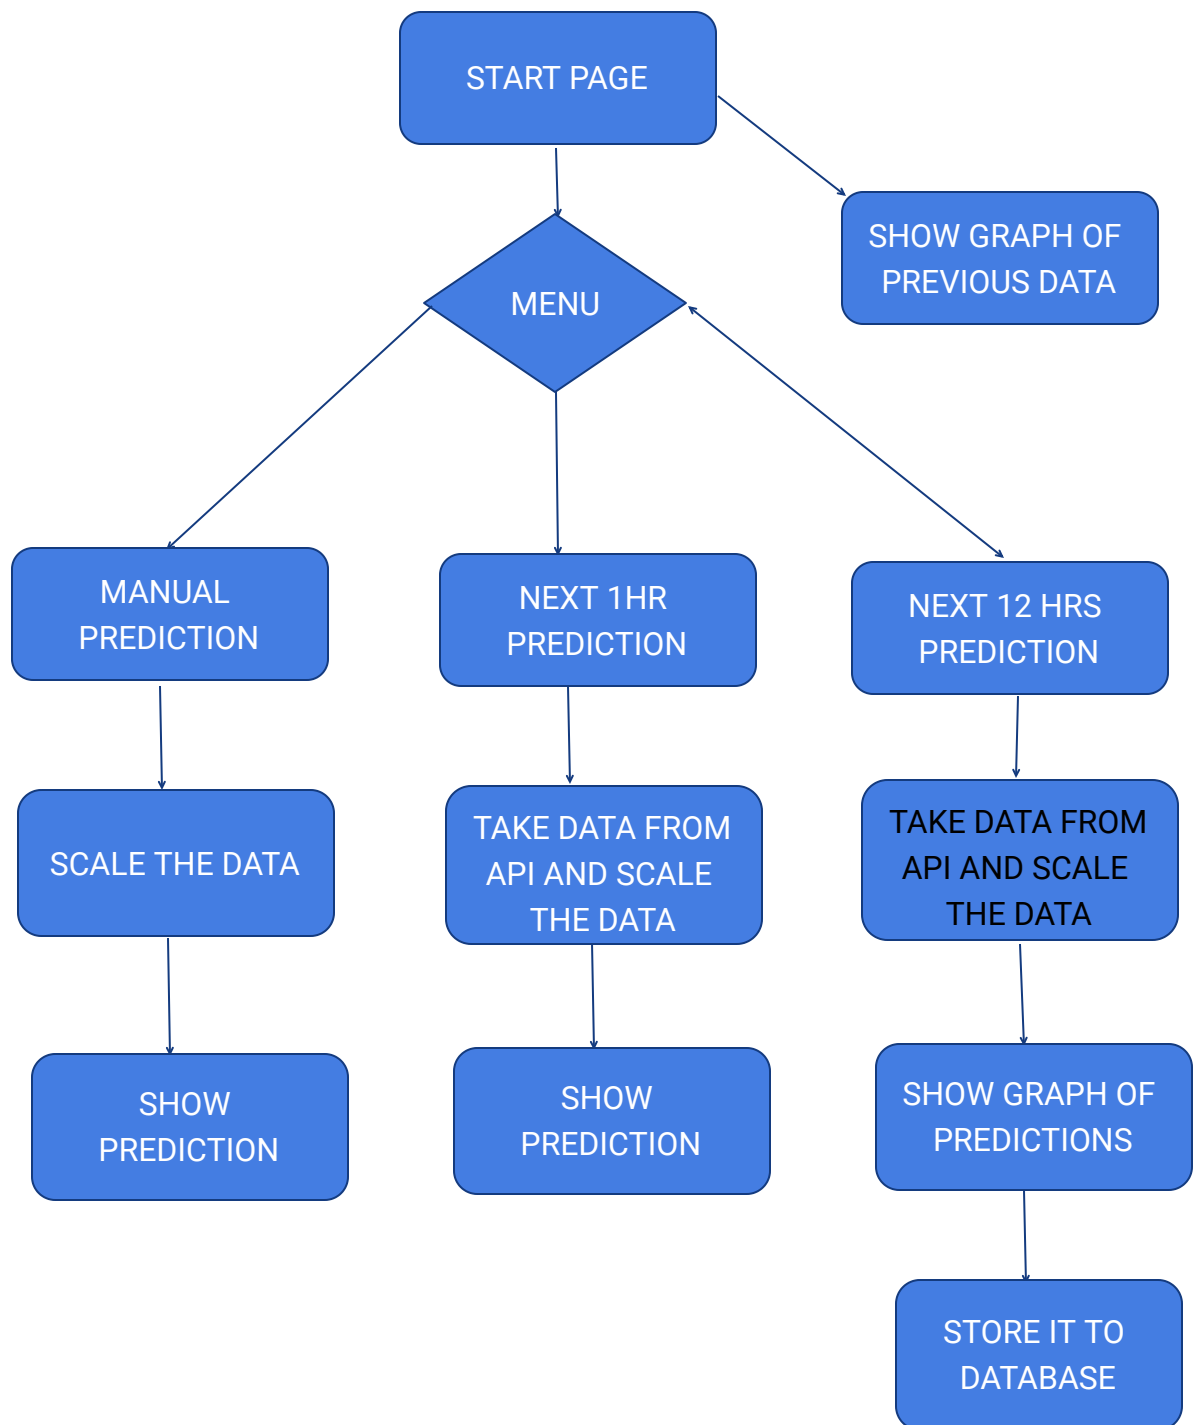 START PAGE
SHOW GRAPH OF
PREVIOUS DATA
MENU
MANUAL
PREDICTION
NEXT 1HR
PREDICTION
NEXT 12 HRS
PREDICTION
SCALE THE DATA
TAKE DATA FROM
API AND SCALE
THE DATA
TAKE DATA FROM
API AND SCALE
THE DATA
SHOW
PREDICTION
SHOW
PREDICTION
SHOW GRAPH OF
PREDICTIONS
STORE IT TO
DATABASE